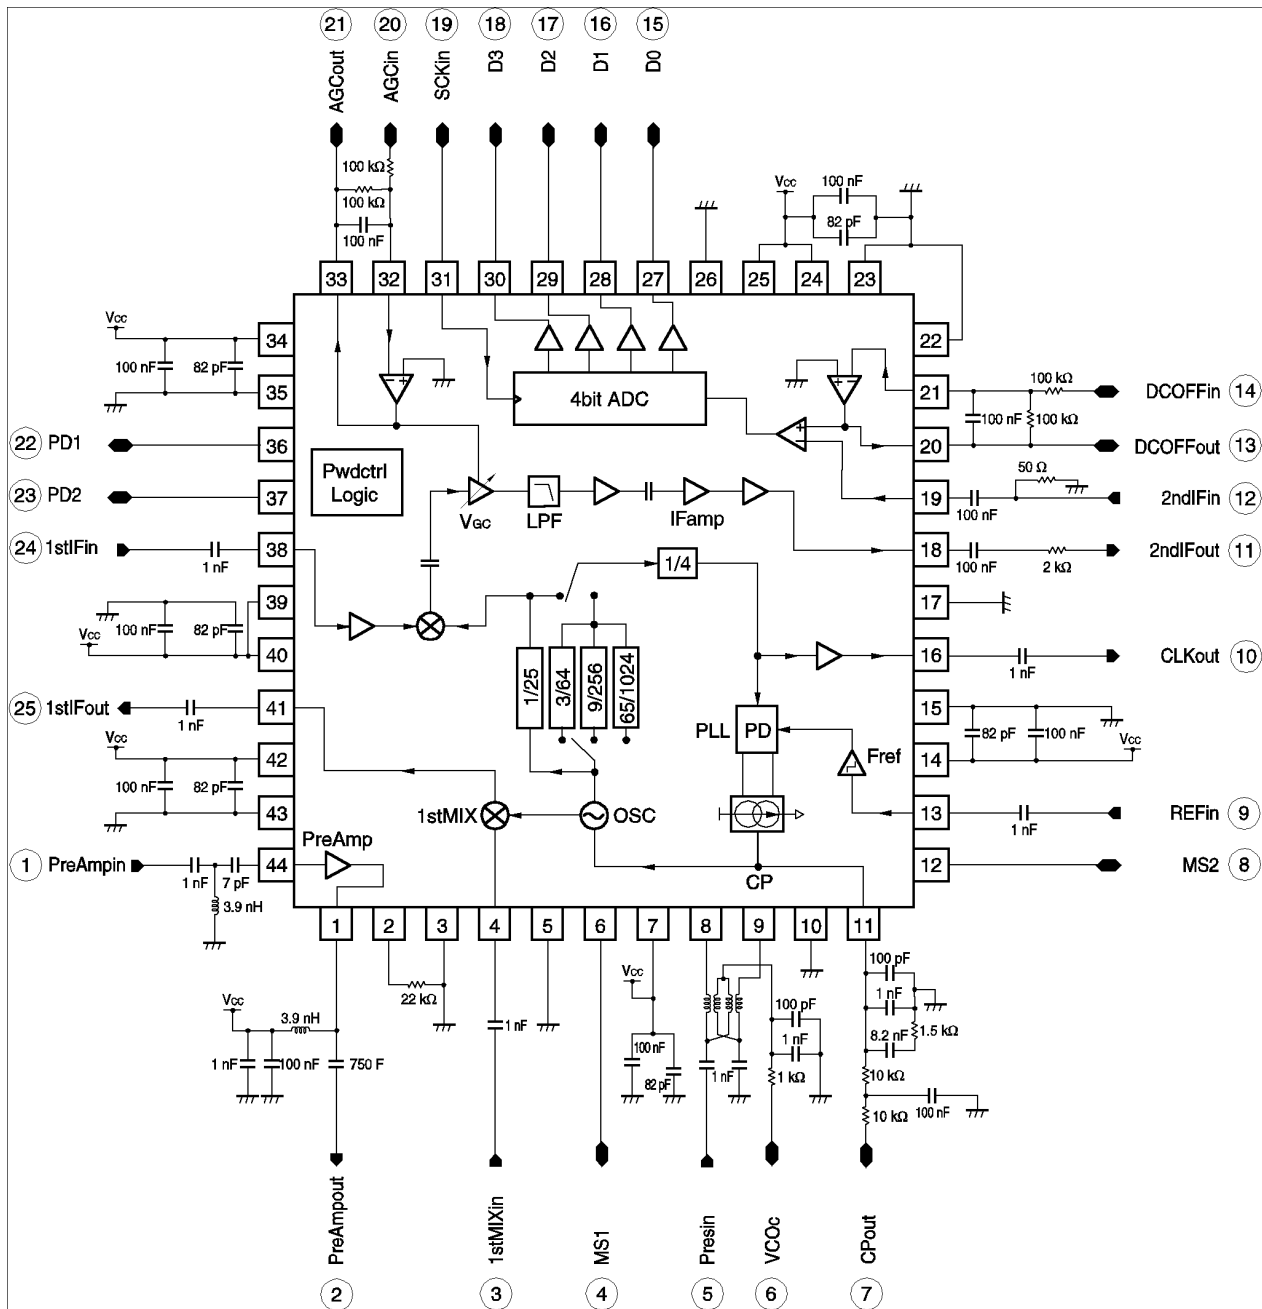 21 20 19 18 17 16 15
AGCout AGCin SCKin D3 D2 D1 D0
100 kΩ
100 kΩ
100 nF
Vcc
100 nF
82 pF
33 32 31 30 29 28 27 26 25 24 23
Vcc
100 nF 82 pF
34
35
22 PD1 36
23 PD2 37
24 1stIFin 1 nF 38
39
100 nF 82 pF
Vcc
40
25 1stIFout 1 nF 41
Vcc
42
100 nF 82 pF
43
1 PreAmpin 1 nF 7 pF 44
3.9 nH
− +
− +
4bit ADC
+ −
Pwdctrl
Logic
VGC LPF IFamp
1/4
1/25 3/64 9/256 65/1024
PLL PD Fref
1stMIX OSC
PreAmp
CP
22
21 100 kΩ DCOFFin 14
100 nF 100 kΩ
20 DCOFFout 13
50 Ω
19 100 nF 2ndIFin 12
18 100 nF 2 kΩ 2ndIFout 11
17
16 1 nF CLKout 10
15
82 pF 100 nF
Vcc
14
13 1 nF REFin 9
12 MS2 8
1 2 3 4 5 6 7 8 9 10 11
22 kΩ
Vcc 3.9 nH
1 nF 100 nF 750 F
1 nF
Vcc
100 nF
82 pF
1 nF
100 pF
1 nF
1 kΩ
100 pF
1 nF
8.2 nF 1.5 kΩ
10 kΩ
10 kΩ 100 nF
PreAmpout 1stMIXin MS1 Presin VCOc CPout
2 3 4 5 6 7